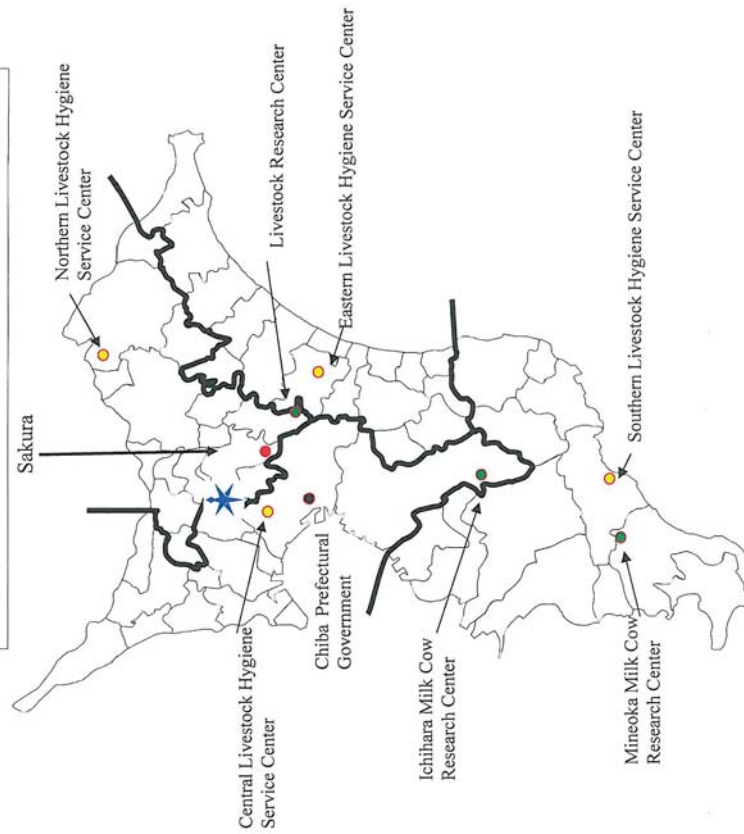 Sakura
Northern Livestock Hygiene
Service Center
Livestock Research Center
Eastern Livestock Hygiene Service Center
Central Livestock Hygiene
Service Center
Chiba Prefectural
Government
Ichihara Milk Cow
Research Center
Southern Livestock Hygiene Service Center
Mineoka Milk Cow
Research Center